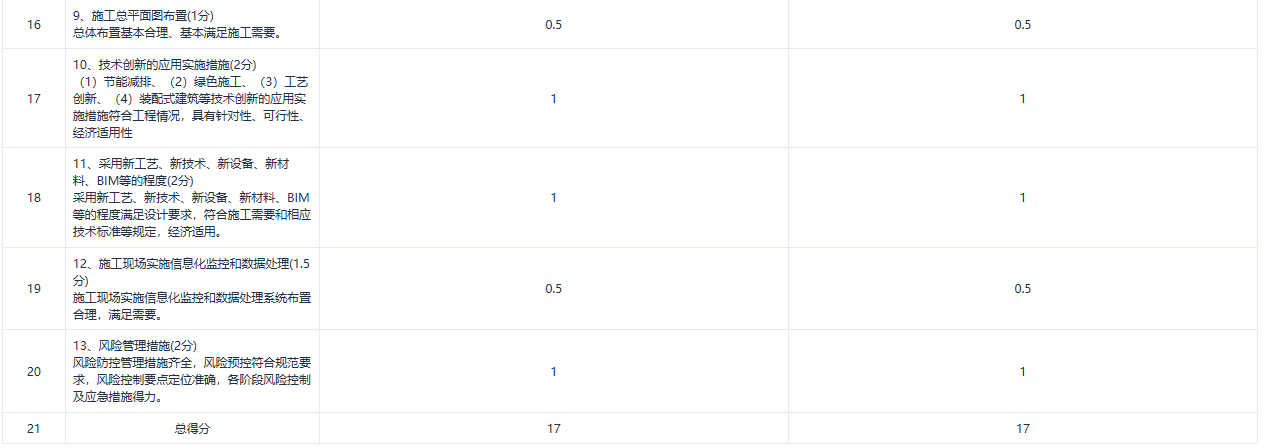 16
9、施工总平面图布置(1分)
总体布置基本合理、基本满足施工需要。
0.5
0.5
17
10、技术创新的应用实施措施(2分)
（1）节能减排、（2）绿色施工、（3）工艺
创新、（4）装配式建筑等技术创新的应用实
施措施符合工程情况，具有针对性、可行性、
经济适用性
1
1
18
11、采用新工艺、新技术、新设备、新材
料、BIM等的程度(2分)
采用新工艺、新技术、新设备、新材料、BIM
等的程度满足设计要求，符合施工需要和相应
技术标准等规定，经济适用。
1
1
19
12、施工现场实施信息化监控和数据处理(1.5
分)
施工现场实施信息化监控和数据处理系统布置
合理，满足需要。
0.5
0.5
20
13、风险管理措施(2分)
风险防控管理措施齐全，风险预控符合规范要
求，风险控制要点定位准确，各阶段风险控制
及应急措施得力。
1
1
21
总得分
17
17